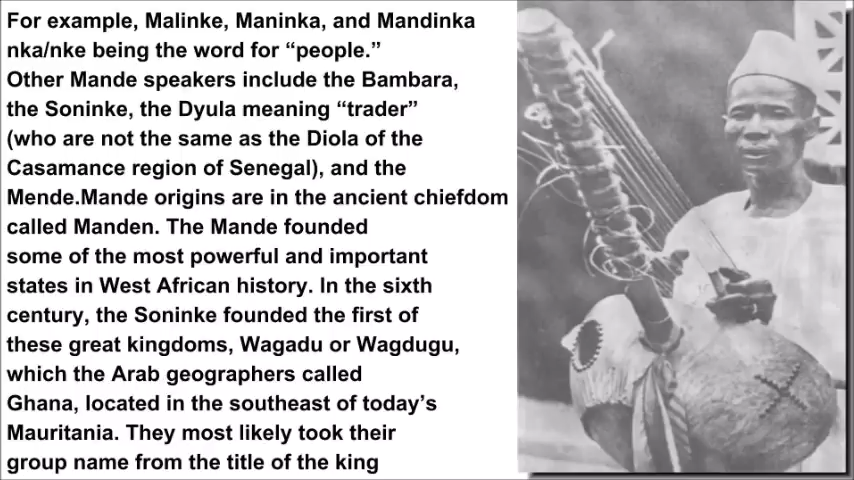 For example, Malinke, Maninka, and Mandinka
nka/nke being the word for “people.”
Other Mande speakers include the Bambara,
the Soninke, the Dyula meaning “trader”
(who are not the same as the Diola of the
Casamance region of Senegal), and the
Mende.Mande origins are in the ancient chiefdom
called Manden. The Mande founded
some of the most powerful and important
states in West African history. In the sixth
century, the Soninke founded the first of
these great kingdoms, Wagadu or Wagdugu,
which the Arab geographers called
Ghana, located in the southeast of today’s
Mauritania. They most likely took their
group name from the title of the king